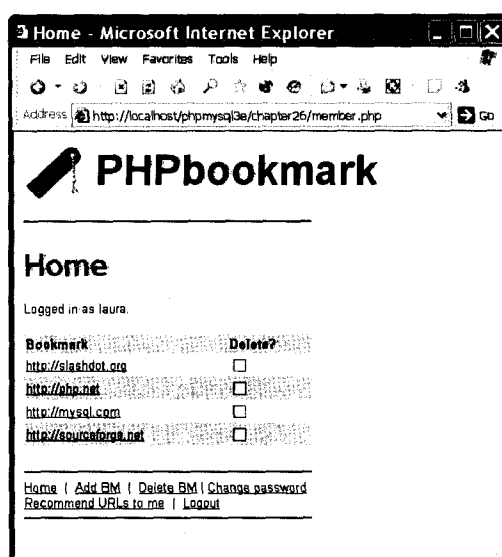 Home - Microsoft Internet Explorer
File Edit View Favorites Tools Help
Address http://localhost/phpmysql3e/chapter26/member.php Go
PHPbookmark
Home
Logged in as laura.
Bookmark Delete?
http://slashdot.org
http://php.net
http://mysql.com
http://sourceforge.net
Home | Add BM | Delete BM | Change password
Recommend URLs to me | Logout